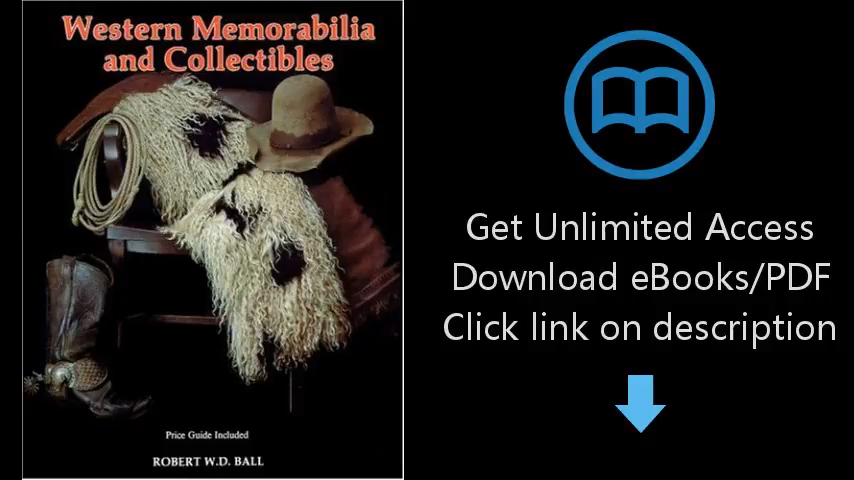 Western Memorabilia
and Collectibles
Price Guide Included
ROBERT W.D. BALL
Get Unlimited Access
Download eBooks/PDF
Click link on description